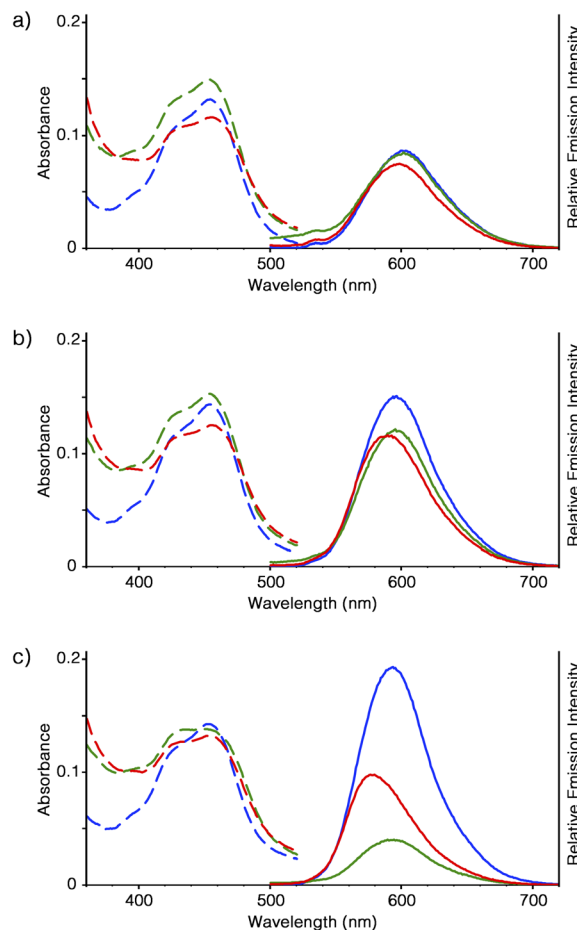 a)
0.2
0.1
0
Absorbance
Relative Emission Intensity
400 500 600 700
Wavelength (nm)
b)
0.2
0.1
0
Absorbance
Relative Emission Intensity
400 500 600 700
Wavelength (nm)
c)
0.2
0.1
0
Absorbance
Relative Emission Intensity
400 500 600 700
Wavelength (nm)